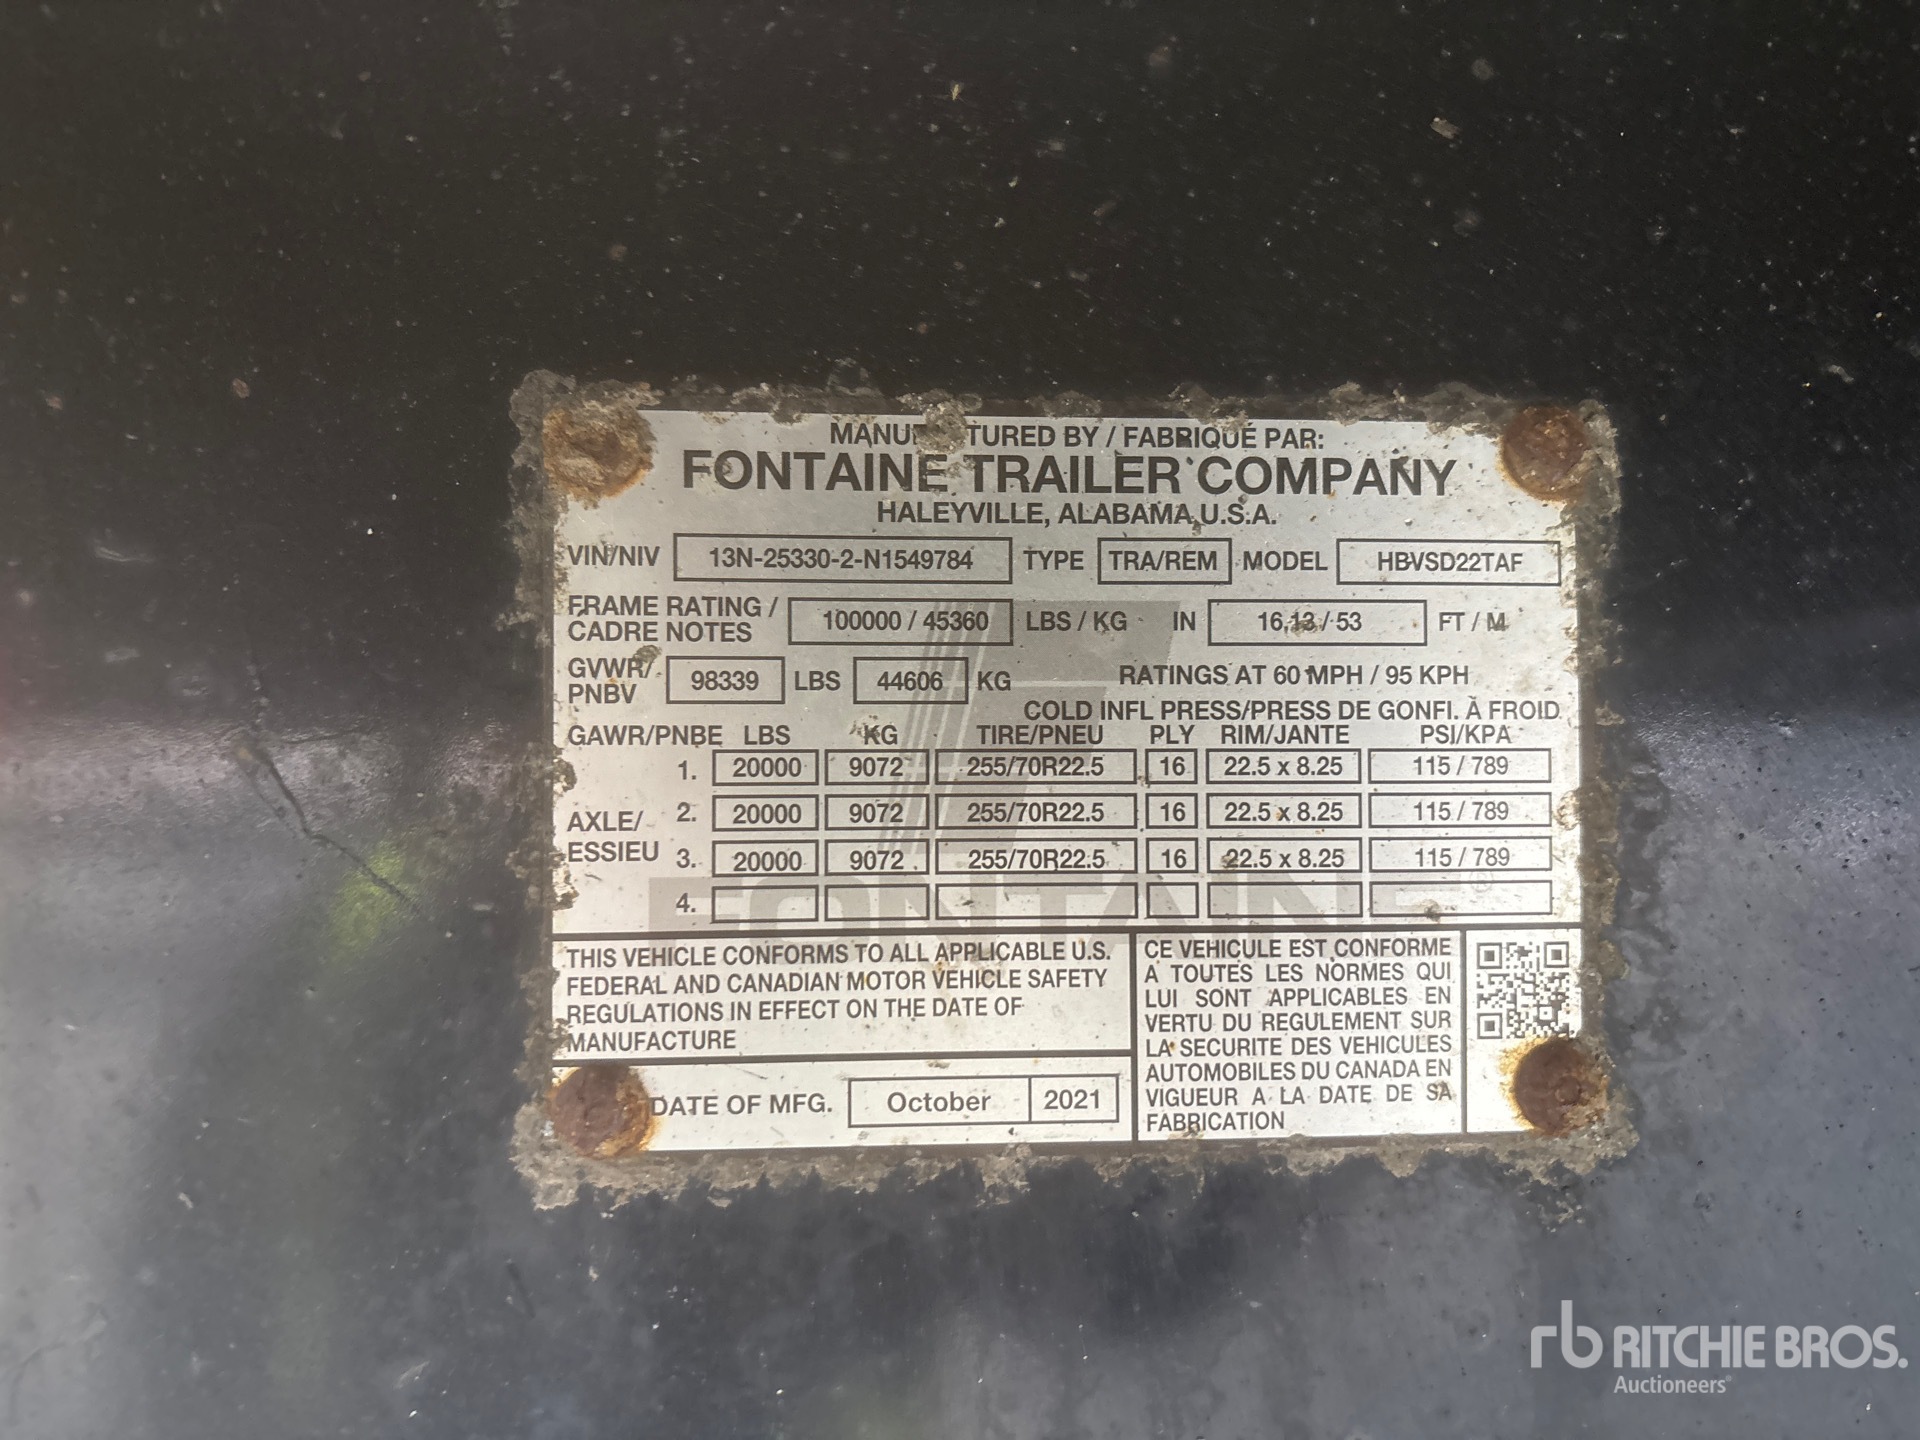 MANU TURED BY / FABRIQUÉ PAR:
FONTAINE TRAILER COMPANY
HALEYVILLE, ALABAMA, U.S.A.
VIN/NIV 13N-25330-2-N1549784 TYPE TRA/REM MODEL HBVSD22TAF
FRAME RATING / CADRE NOTES 100000 / 45360 LBS / KG IN 16.13 / 53 FT / M
GVWR/ PNBV 98339 LBS 44606 KG RATINGS AT 60 MPH / 95 KPH
COLD INFL PRESS/PRESS DE GONFI. À FROID
GAWR/PNBE LBS KG TIRE/PNEU PLY RIM/JANTE PSI/KPA
AXLE/ ESSIEU
1. 20000 9072 255/70R22.5 16 22.5 x 8.25 115 / 789
2. 20000 9072 255/70R22.5 16 22.5 x 8.25 115 / 789
3. 20000 9072 255/70R22.5 16 22.5 x 8.25 115 / 789
4.
FONTAINE ®
THIS VEHICLE CONFORMS TO ALL APPLICABLE U.S.
FEDERAL AND CANADIAN MOTOR VEHICLE SAFETY
REGULATIONS IN EFFECT ON THE DATE OF
MANUFACTURE
DATE OF MFG. October 2021
CE VEHICULE EST CONFORME
A TOUTES LES NORMES QUI
LUI SONT APPLICABLES EN
VERTU DU REGULEMENT SUR
LA SECURITE DES VEHICULES
AUTOMOBILES DU CANADA EN
VIGUEUR A LA DATE DE SA
FABRICATION
rb RITCHIE BROS.
Auctioneers